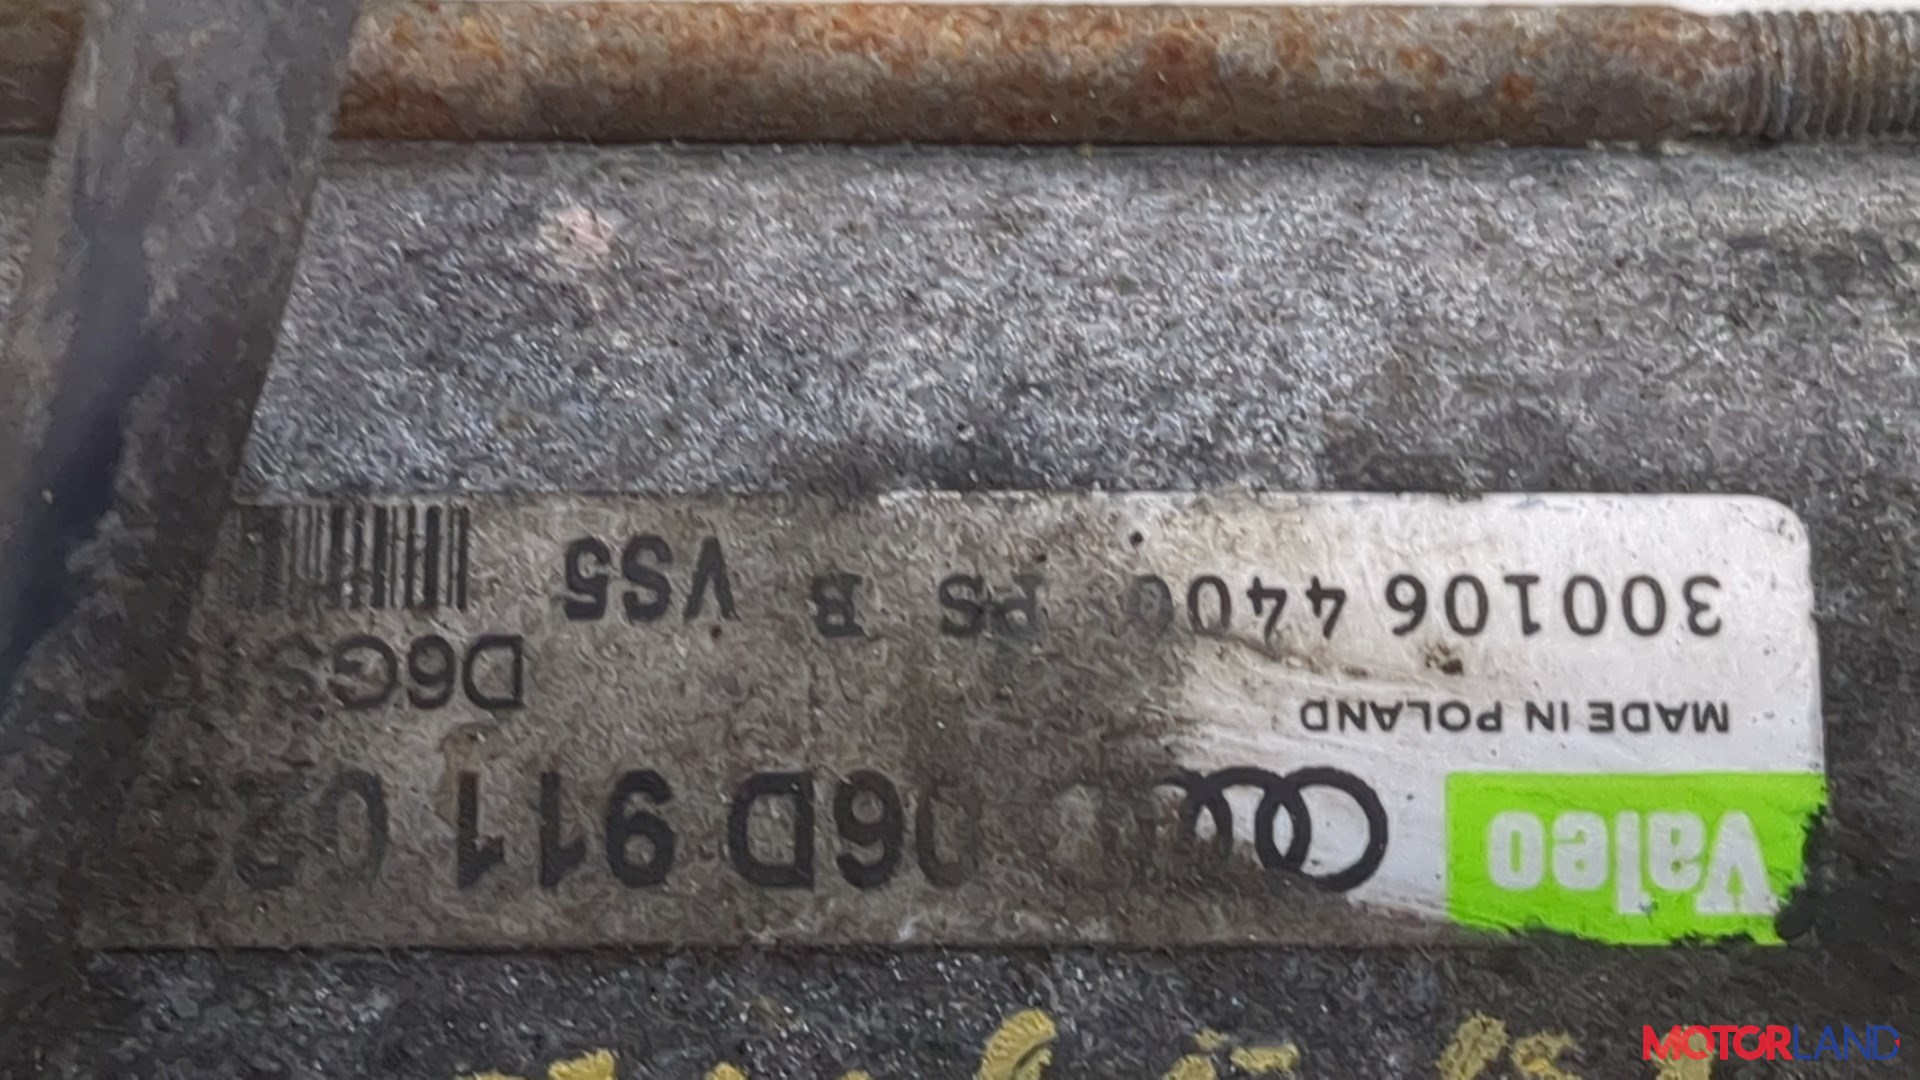 Valeo
06D 911 02
MADE IN POLAND
D6GS
300106 4400 PS B VS5
MOTORLAND